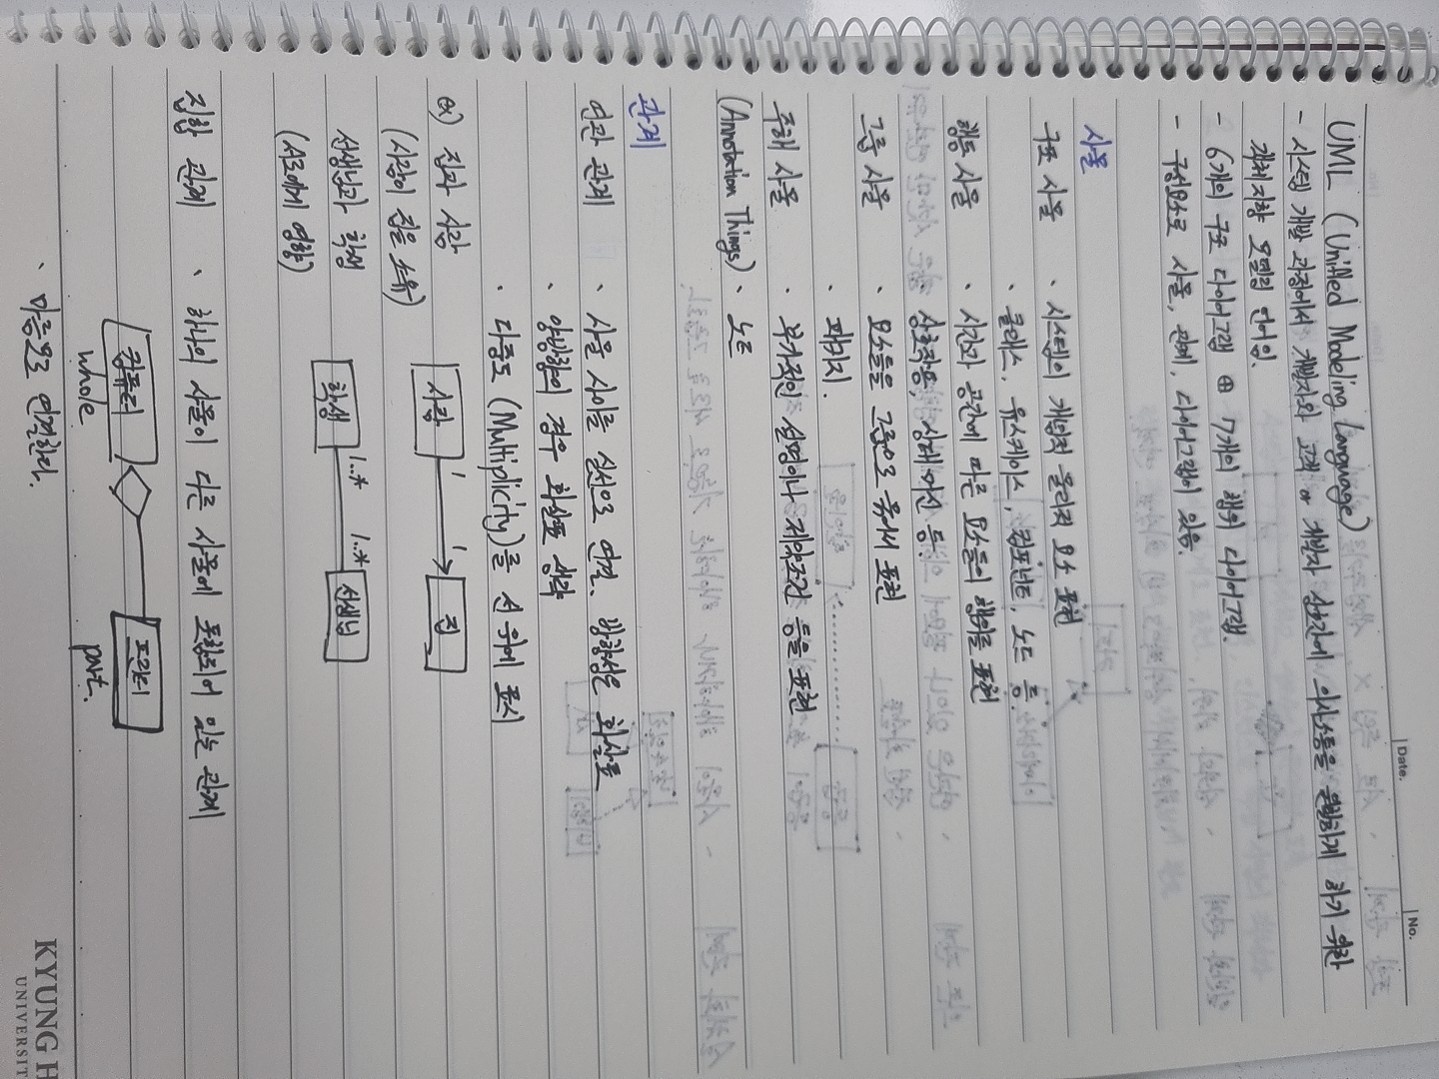 Date.
No.
UML (Unified Modeling Language)
- 시스템 개발 과정에서 개발자와 고객 or 개발자 상호간에 의사소통을 원활하게 하기 위한
객체지향 모델링 언어임.
- 6개의 구조 다이어그램 ⊕ 7개의 행위 다이어그램.
- 구성요소로 사물, 관계, 다이어그램이 있음.
사물
구조 사물 · 시스템의 개념적 물리적 요소 표현
· 클래스, 유스케이스, 컴포넌트, 노드 등.
행동 사물 · 시간과 공간에 따른 요소들의 행위를 표현
· 상호작용, 상태 머신 등.
그룹 사물 · 요소들을 그룹으로 묶어서 표현
· 패키지.
주해 사물 · 부가적인 설명이나 제약조건 등을 표현
(Annotation Things) · 노트
관계
연관 관계 · 사물 사이를 실선으로 연결, 방향성은 화살표
· 양방향의 경우 화살표 생략
· 다중도 (Multiplicity)를 선 위에 표시
ex) 집과 사람 사람 1 1 집
(사람이 집을 소유)
선생님과 학생 학생 1..* 1..* 선생님
(서로에게 영향)
집합 관계 · 하나의 사물이 다른 사물에 포함되어 있는 관계
컴퓨터 프린터
whole part.
· 마름모로 연결한다.
KYUNG H
UNIVERSIT